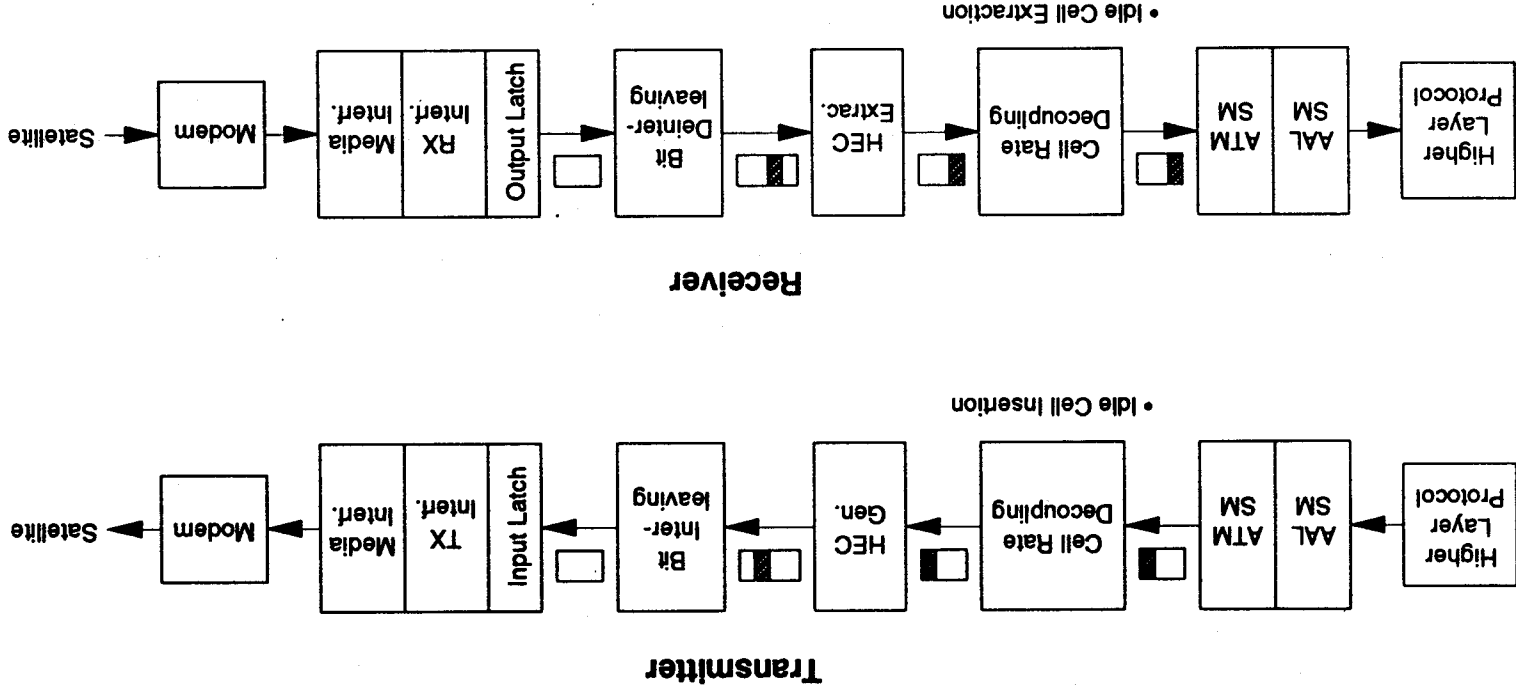 Transmitter
Higher
Layer
Protocol
AAL
SM
ATM
SM
Cell Rate
Decoupling
HEC
Gen.
Bit
Inter-
leaving
Input Latch
TX
Interf.
Media
Interf.
Modem
Satellite
• Idle Cell Insertion
Receiver
Higher
Layer
Protocol
AAL
SM
ATM
SM
Cell Rate
Decoupling
HEC
Extrac.
Bit
Deinter-
leaving
Output Latch
RX
Interf.
Media
Interf.
Modem
Satellite
• Idle Cell Extraction